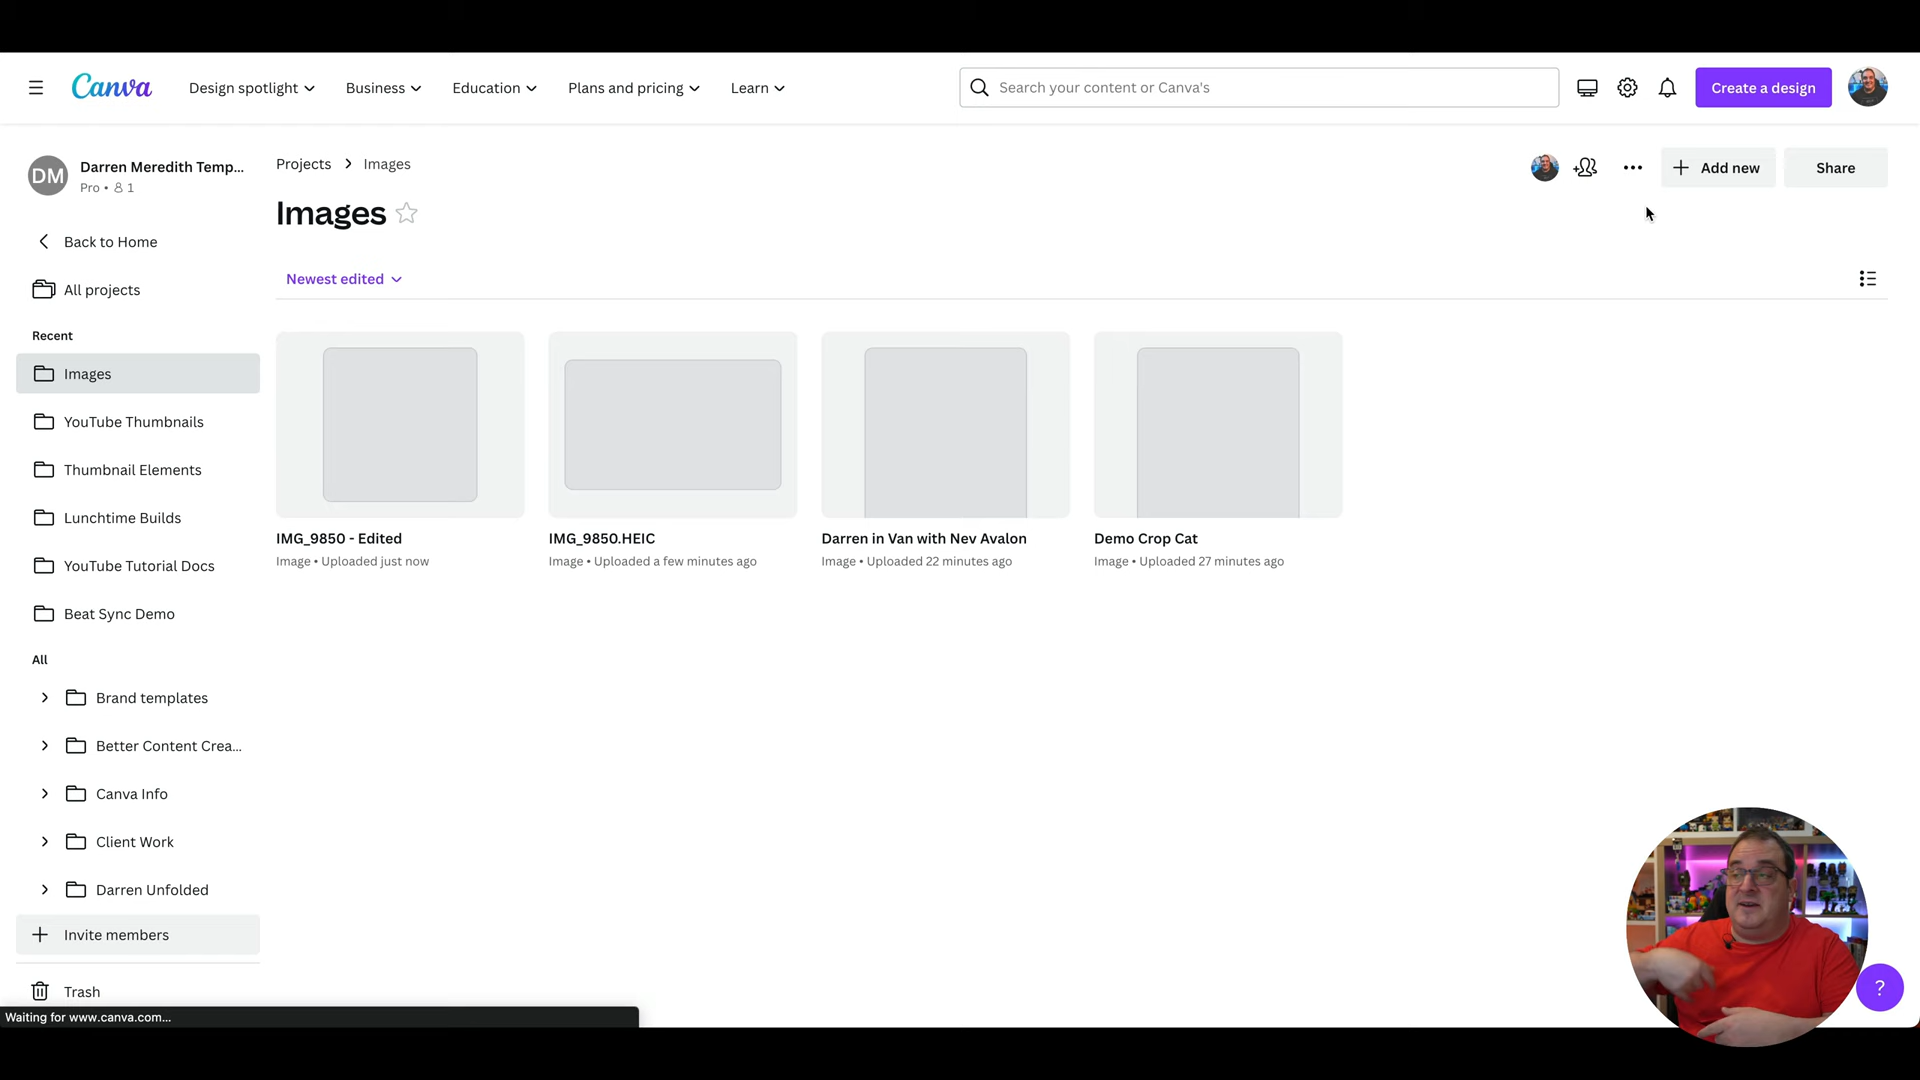 Canva
Design spotlight
Business
Education
Plans and pricing
Learn
Search your content or Canva's
Create a design
DM
Darren Meredith Temp...
Pro • 1
Projects
Images
Add new
Share
Images
Back to Home
Newest edited
All projects
Recent
Images
YouTube Thumbnails
Thumbnail Elements
Lunchtime Builds
YouTube Tutorial Docs
Beat Sync Demo
IMG_9850 - Edited
Image • Uploaded just now
IMG_9850.HEIC
Image • Uploaded a few minutes ago
Darren in Van with Nev Avalon
Image • Uploaded 22 minutes ago
Demo Crop Cat
Image • Uploaded 27 minutes ago
All
Brand templates
Better Content Crea...
Canva Info
Client Work
Darren Unfolded
Invite members
Trash
Waiting for www.canva.com...
?